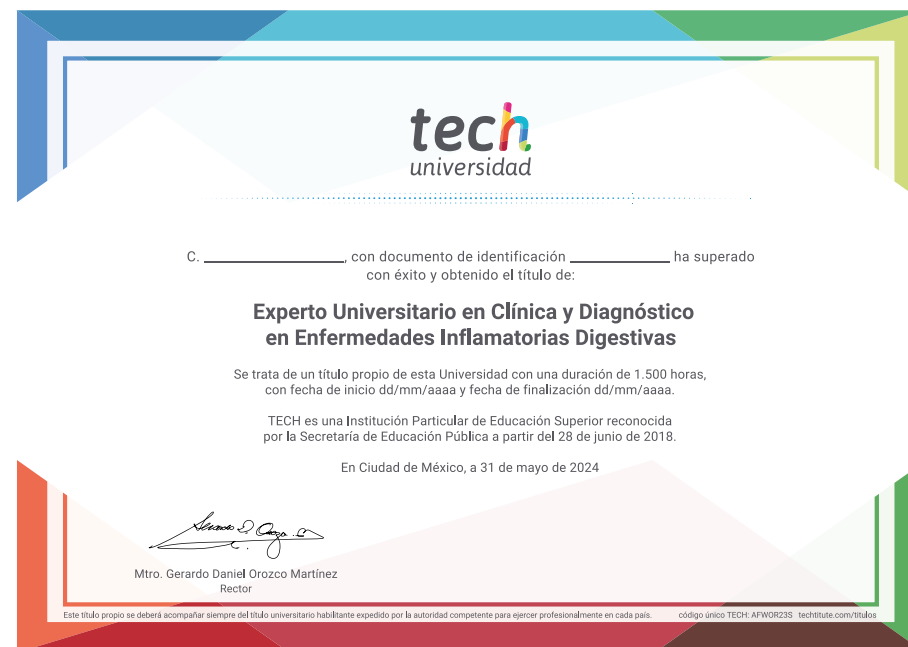 tech
universidad
C. ____________________, con documento de identificación ______________ ha superado
con éxito y obtenido el título de:
Experto Universitario en Clínica y Diagnóstico
en Enfermedades Inflamatorias Digestivas
Se trata de un título propio de esta Universidad con una duración de 1.500 horas,
con fecha de inicio dd/mm/aaaa y fecha de finalización dd/mm/aaaa.
TECH es una Institución Particular de Educación Superior reconocida
por la Secretaría de Educación Pública a partir del 28 de junio de 2018.
En Ciudad de México, a 31 de mayo de 2024
Mtro. Gerardo Daniel Orozco Martínez
Rector
Este título propio se deberá acompañar siempre del título universitario habilitante expedido por la autoridad competente para ejercer profesionalmente en cada país. código único TECH: AFWOR23S techtitute.com/titulos